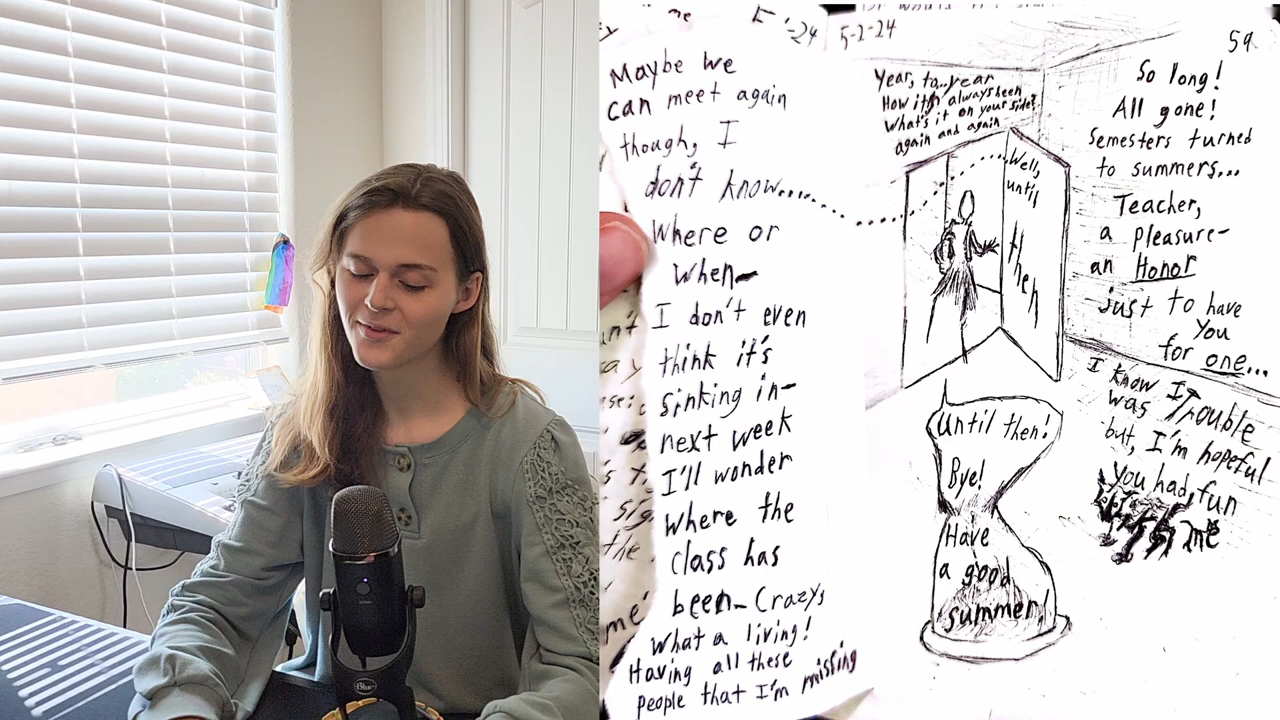 me
-24
Maybe we
can meet again
though, I
don't know.....
where or
when-
I don't even
think it's
sinking in-
next week
I'll wonder
where the
class has
been- Crazy,
What a living!
Having all these
people that I'm missing
5-2-24
59
Year, to...year
How it always been
What's it on your side?
again and again
Well,
until
then
So long!
All gone!
Semesters turned
to summers...
Teacher,
a pleasure-
an Honor
just to have
you
for one...
I know I
was Trouble
but, I'm hopeful
you had fun
me
Until then!
Bye!
Have
a good
summer!
Blue